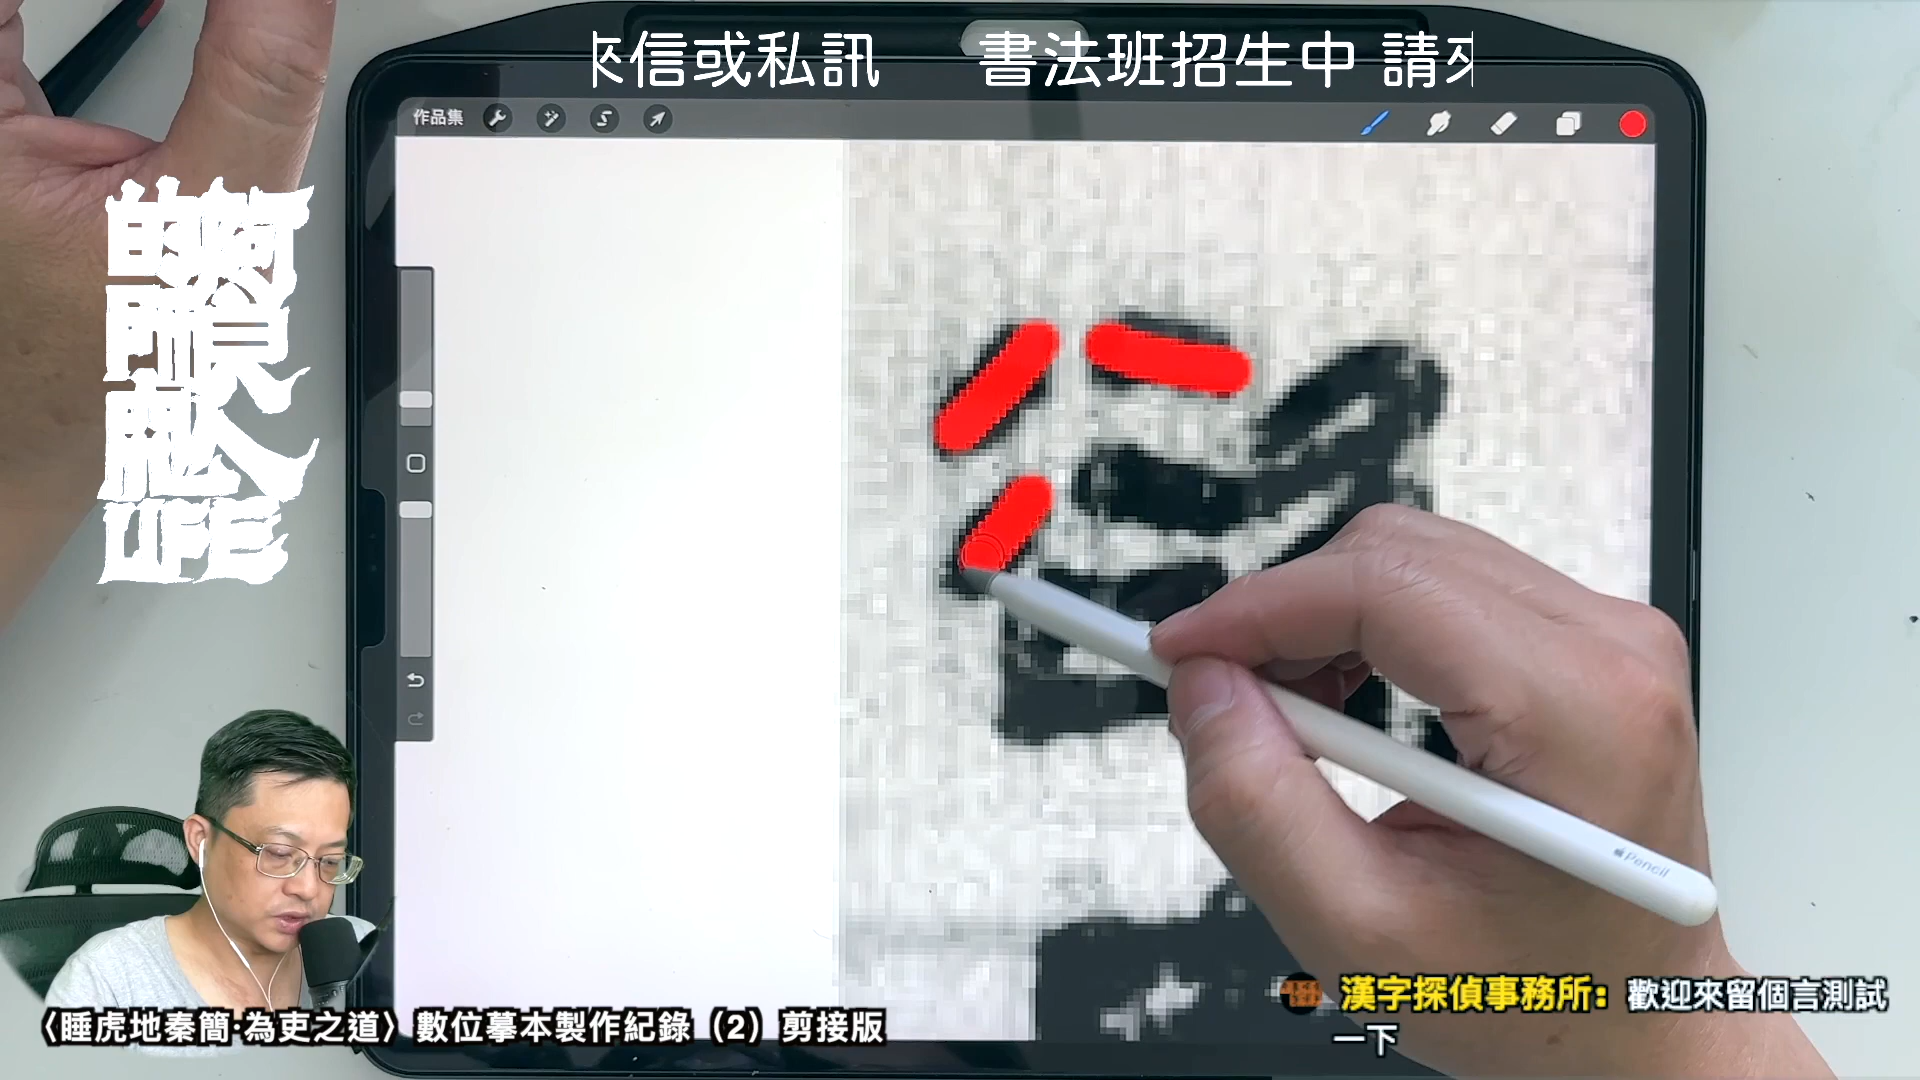 來信或私訊 書法班招生中 請來
作品集
Pencil
〈睡虎地秦簡·為吏之道〉數位摹本製作紀錄（2）剪接版
漢字探偵事務所：歡迎來留個言測試
一下